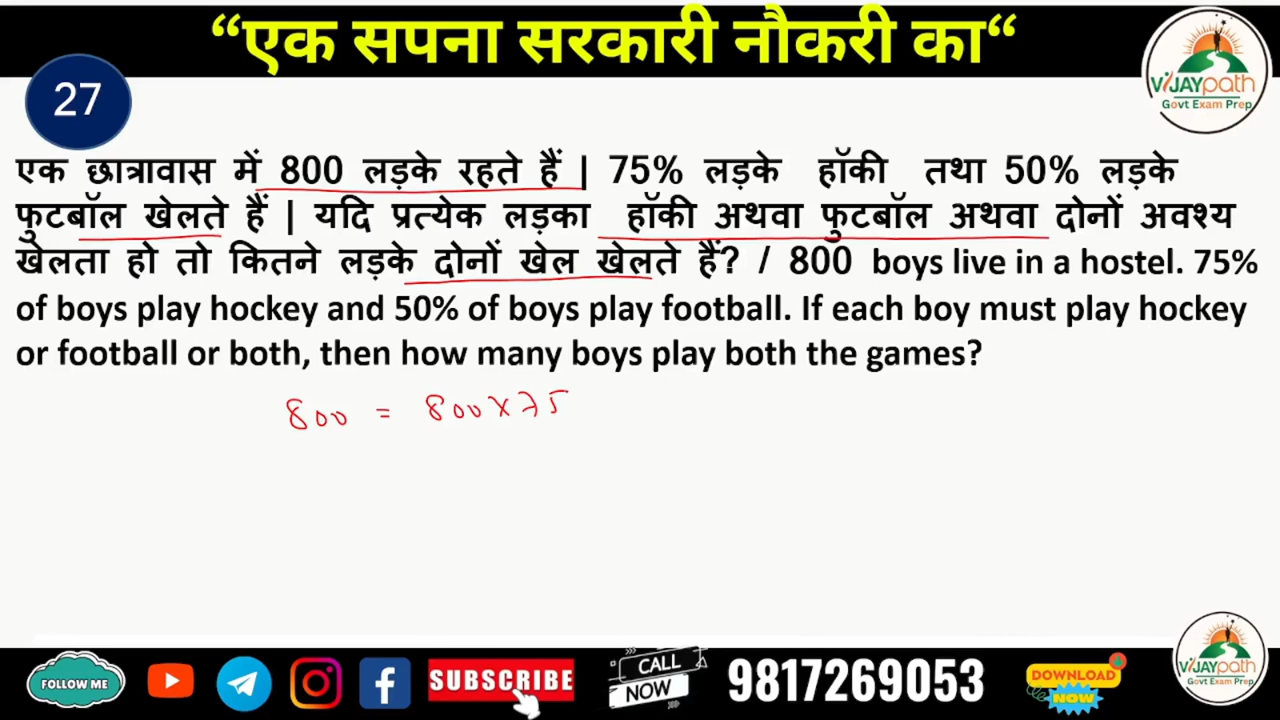 “एक सपना सरकारी नौकरी का“
27
VIJAYpath
Govt Exam Prep
एक छात्रावास में 800 लड़के रहते हैं | 75% लड़के हॉकी तथा 50% लड़के
फुटबॉल खेलते हैं | यदि प्रत्येक लड़का हॉकी अथवा फुटबॉल अथवा दोनों अवश्य
खेलता हो तो कितने लड़के दोनों खेल खेलते हैं? / 800 boys live in a hostel. 75%
of boys play hockey and 50% of boys play football. If each boy must play hockey
or football or both, then how many boys play both the games?
800 = 800×75
VIJAYpath
Govt Exam Prep
FOLLOW ME
SUBSCRIBE
CALL
NOW
9817269053
DOWNLOAD
NOW